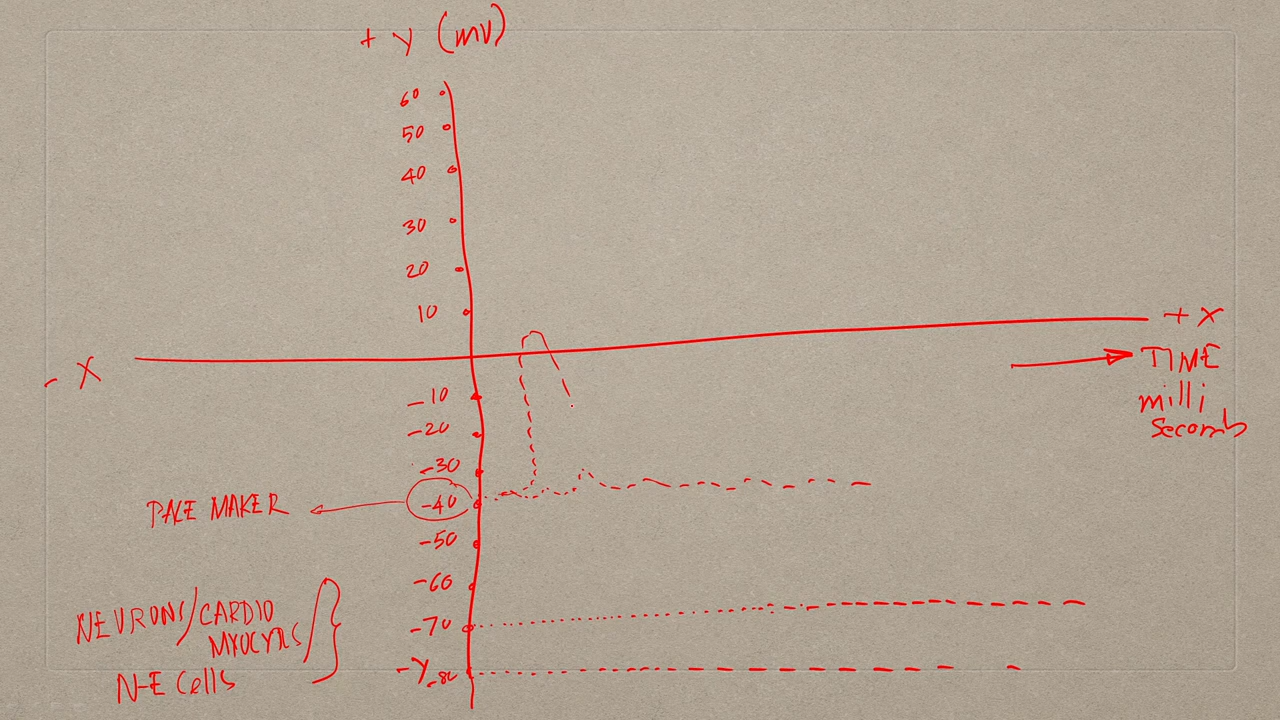 + y (mv)
60
50
40
30
20
10
+ x
- X
TIME
milli
Seconds
-10
-20
-30
-40
PACE MAKER
-50
-60
NEURONS/CARDIO
MYOCYTES/
-70
N-E Cells
-Y
-80